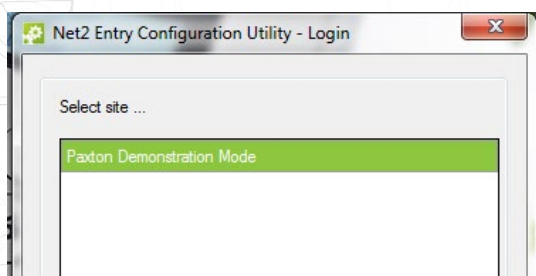 Net2 Entry Configuration Utility - Login
Select site ...
Paxton Demonstration Mode